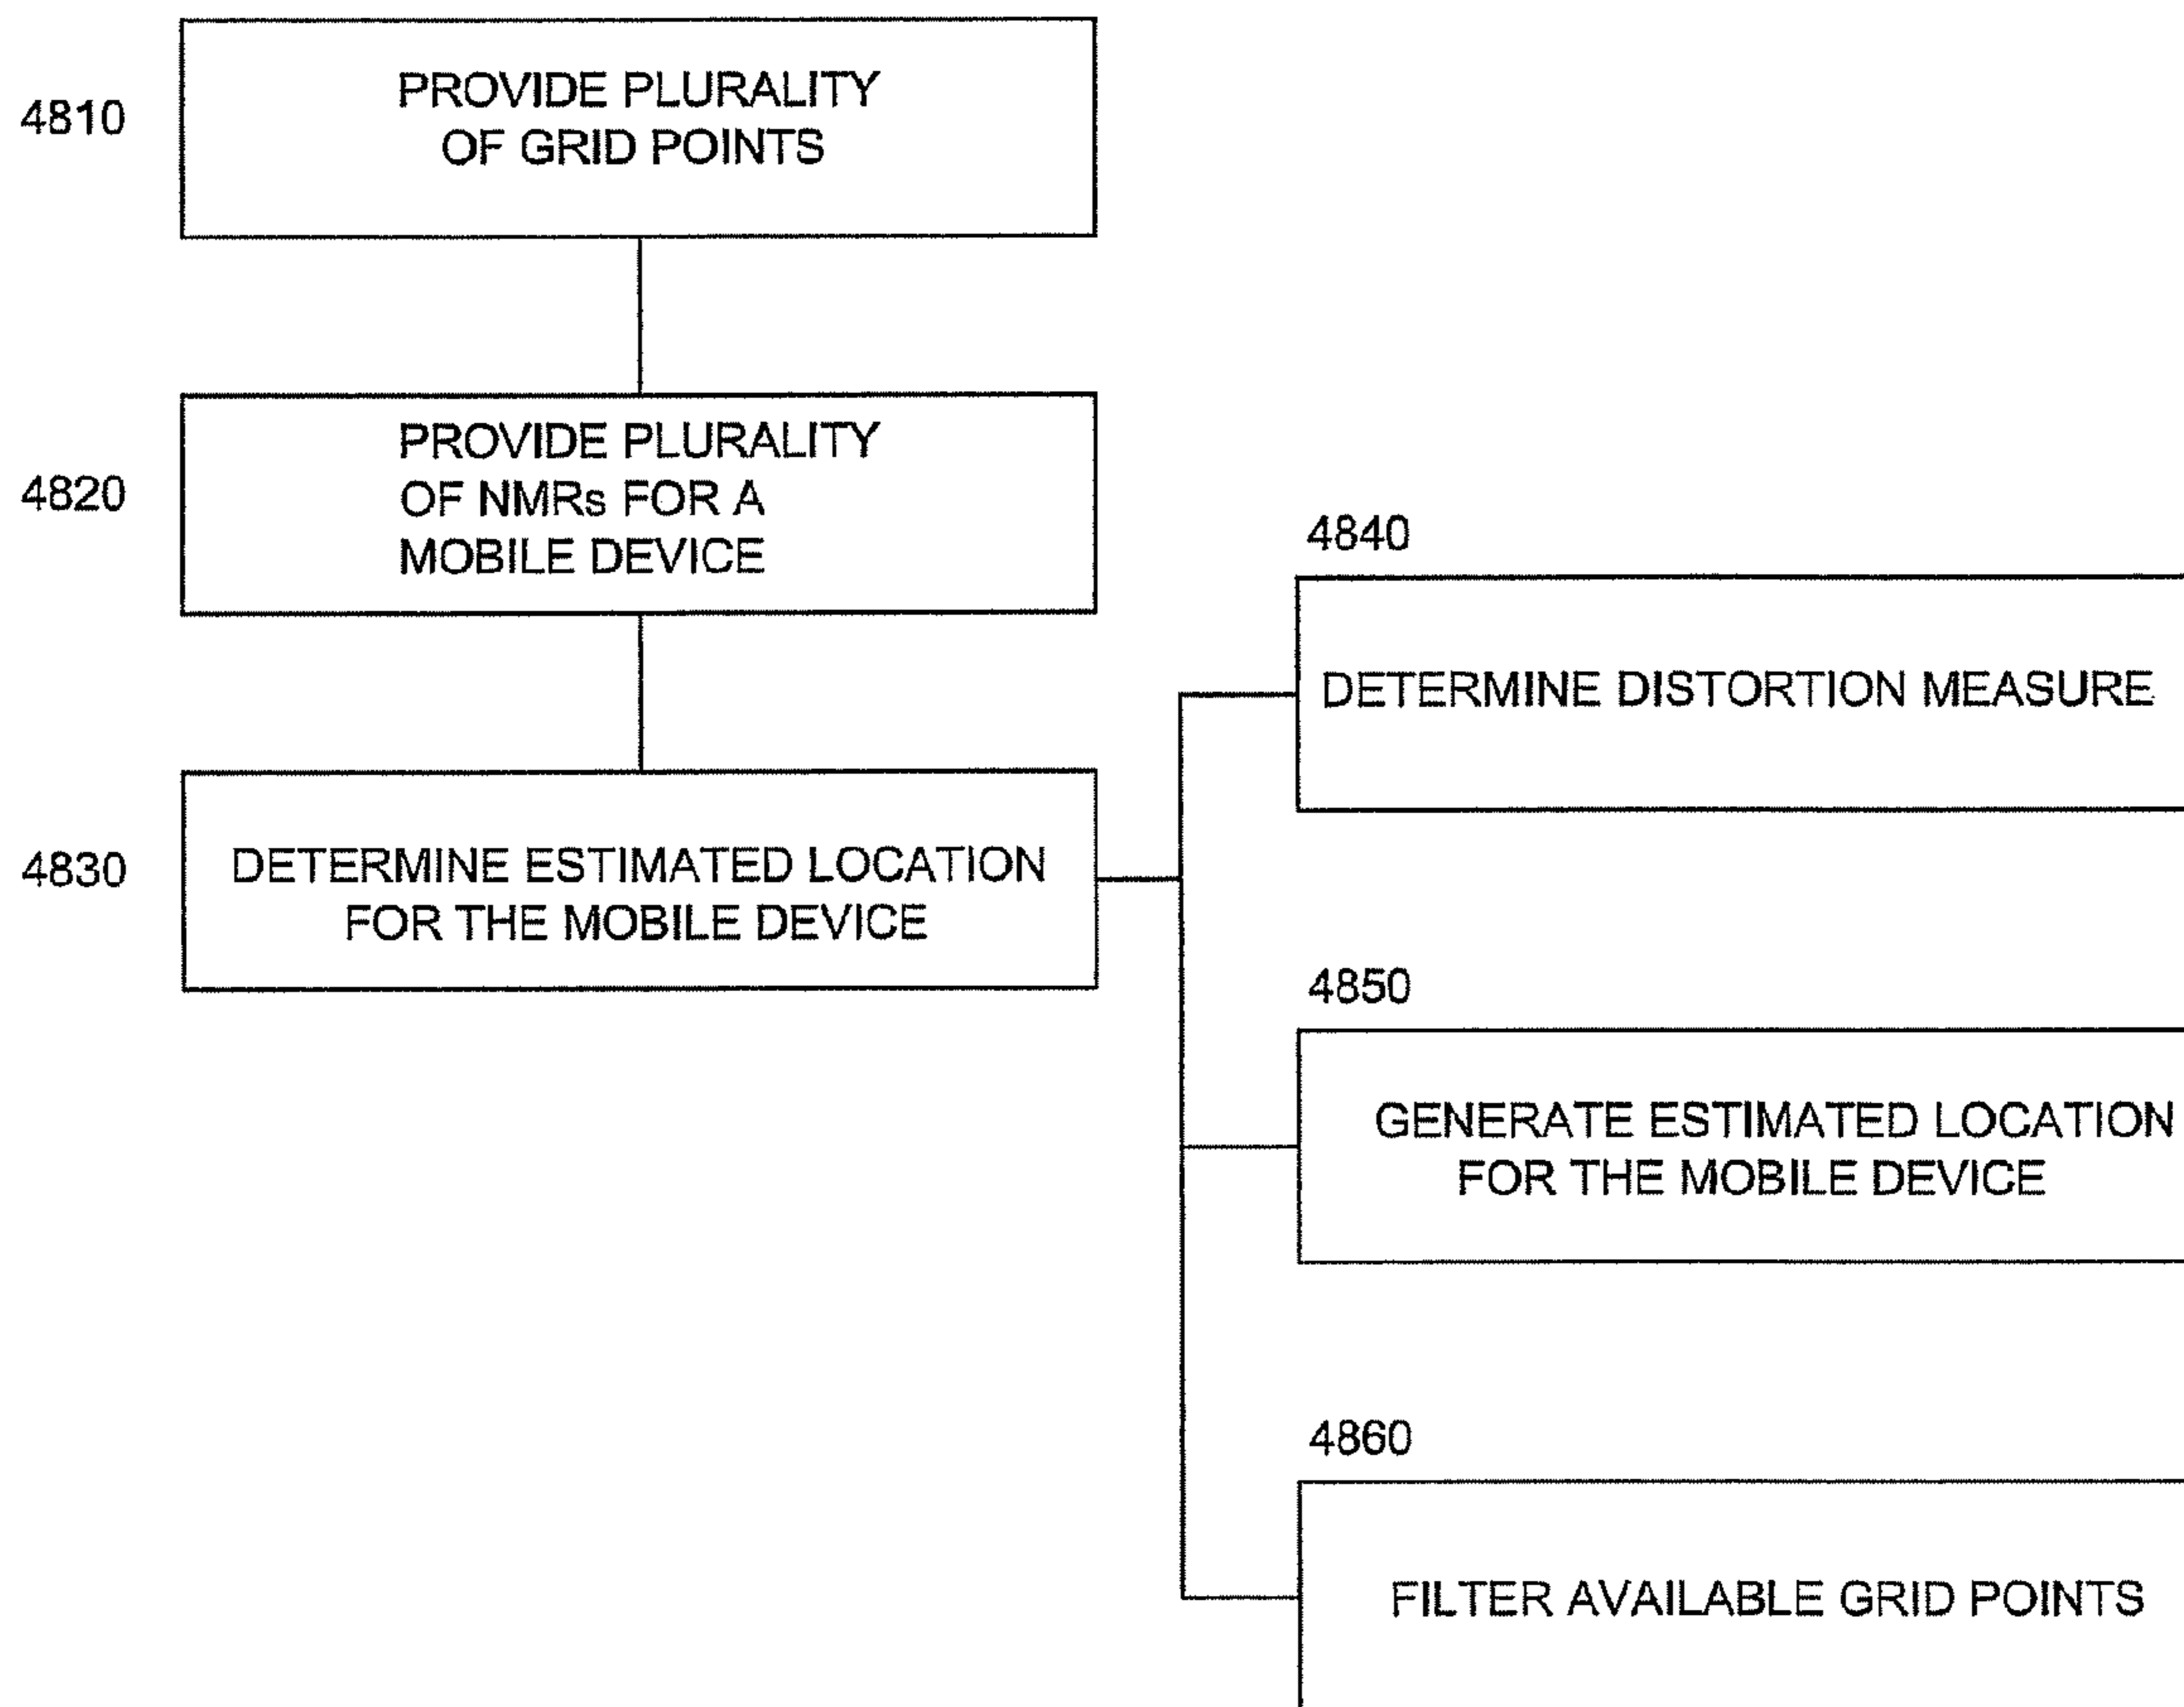 4810
PROVIDE PLURALITY
OF GRID POINTS
4820
PROVIDE PLURALITY
OF NMRs FOR A
MOBILE DEVICE
4830
DETERMINE ESTIMATED LOCATION
FOR THE MOBILE DEVICE
4840
DETERMINE DISTORTION MEASURE
4850
GENERATE ESTIMATED LOCATION
FOR THE MOBILE DEVICE
4860
FILTER AVAILABLE GRID POINTS